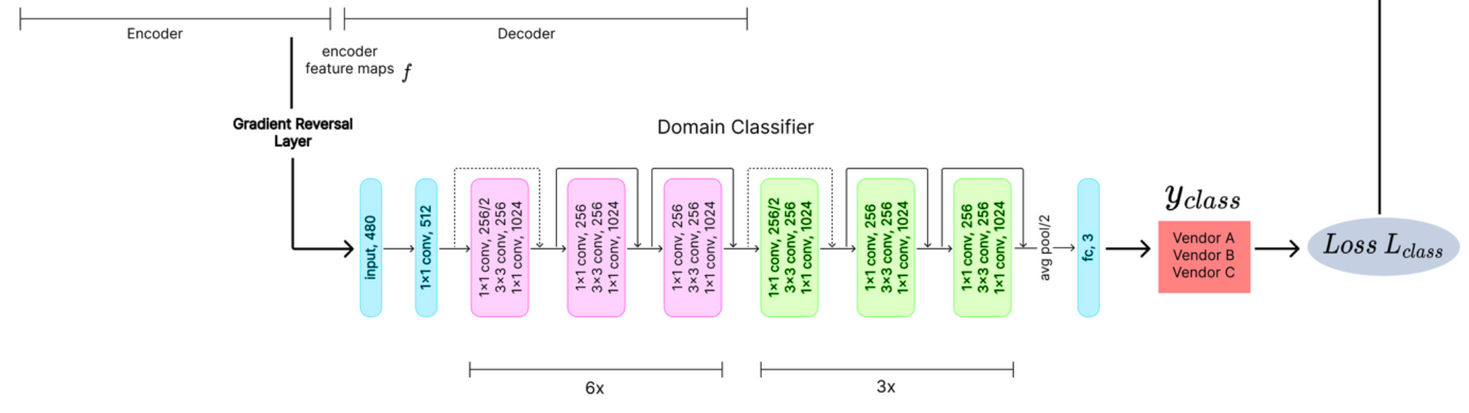 Encoder
Decoder
encoder
feature maps f
Gradient Reversal
Layer
Domain Classifier
input, 480
1×1 conv, 512
1×1 conv, 256/2
3×3 conv, 256
1×1 conv, 1024
1×1 conv, 256
3×3 conv, 256
1×1 conv, 1024
1×1 conv, 256
3×3 conv, 256
1×1 conv, 1024
1×1 conv, 256/2
3×3 conv, 256
1×1 conv, 1024
1×1 conv, 256
3×3 conv, 256
1×1 conv, 1024
1×1 conv, 256
3×3 conv, 256
1×1 conv, 1024
avg pool/2
fc, 3
y_class
Vendor A
Vendor B
Vendor C
Loss L_class
6x
3x